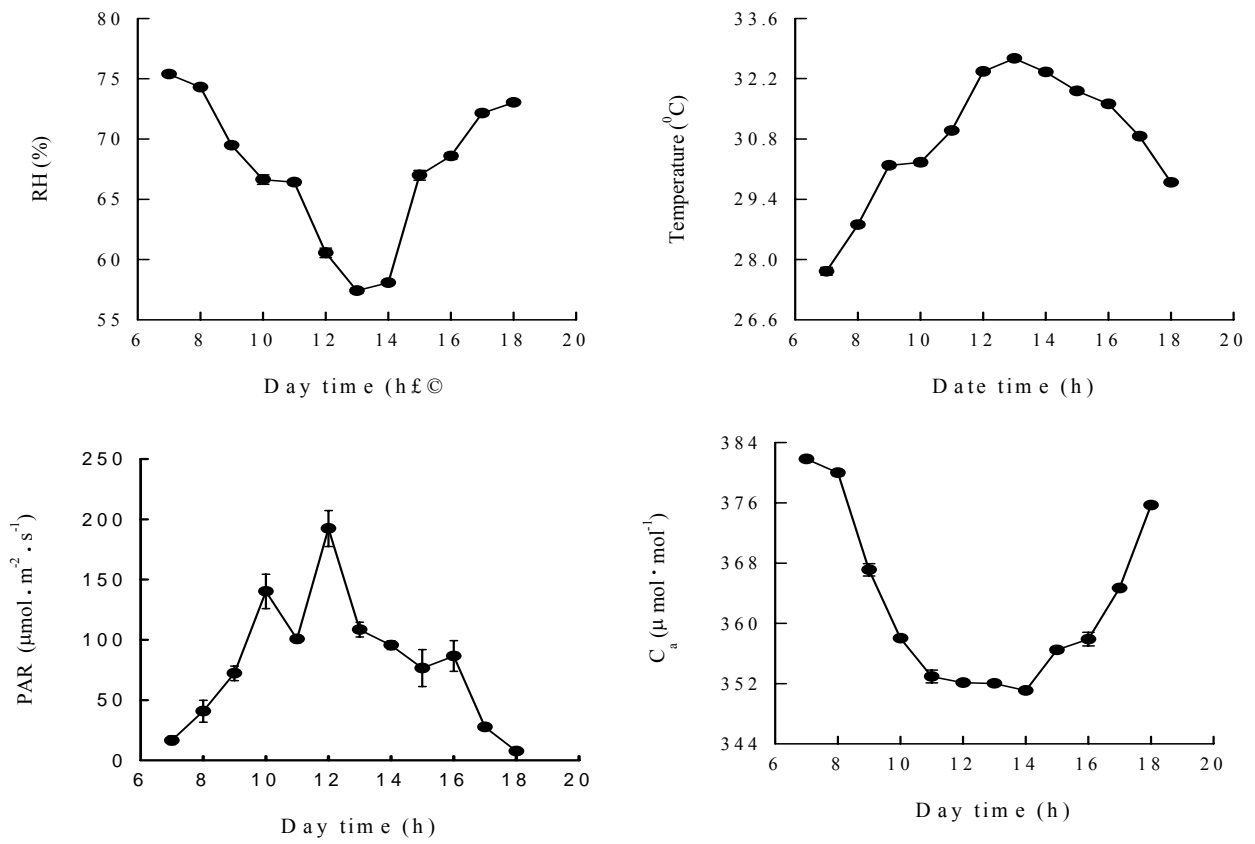 80
75
70
65
60
55
RH (%)
6 8 10 12 14 16 18 20
Day time (h£©
33.6
32.2
30.8
29.4
28.0
26.6
Temperature (⁰C)
6 8 10 12 14 16 18 20
Date time (h)
250
200
150
100
50
0
PAR (μmol·m⁻²·s⁻¹)
6 8 10 12 14 16 18 20
Day time (h)
384
376
368
360
352
344
Cₐ (μ mol·mol⁻¹)
6 8 10 12 14 16 18 20
Day time (h)